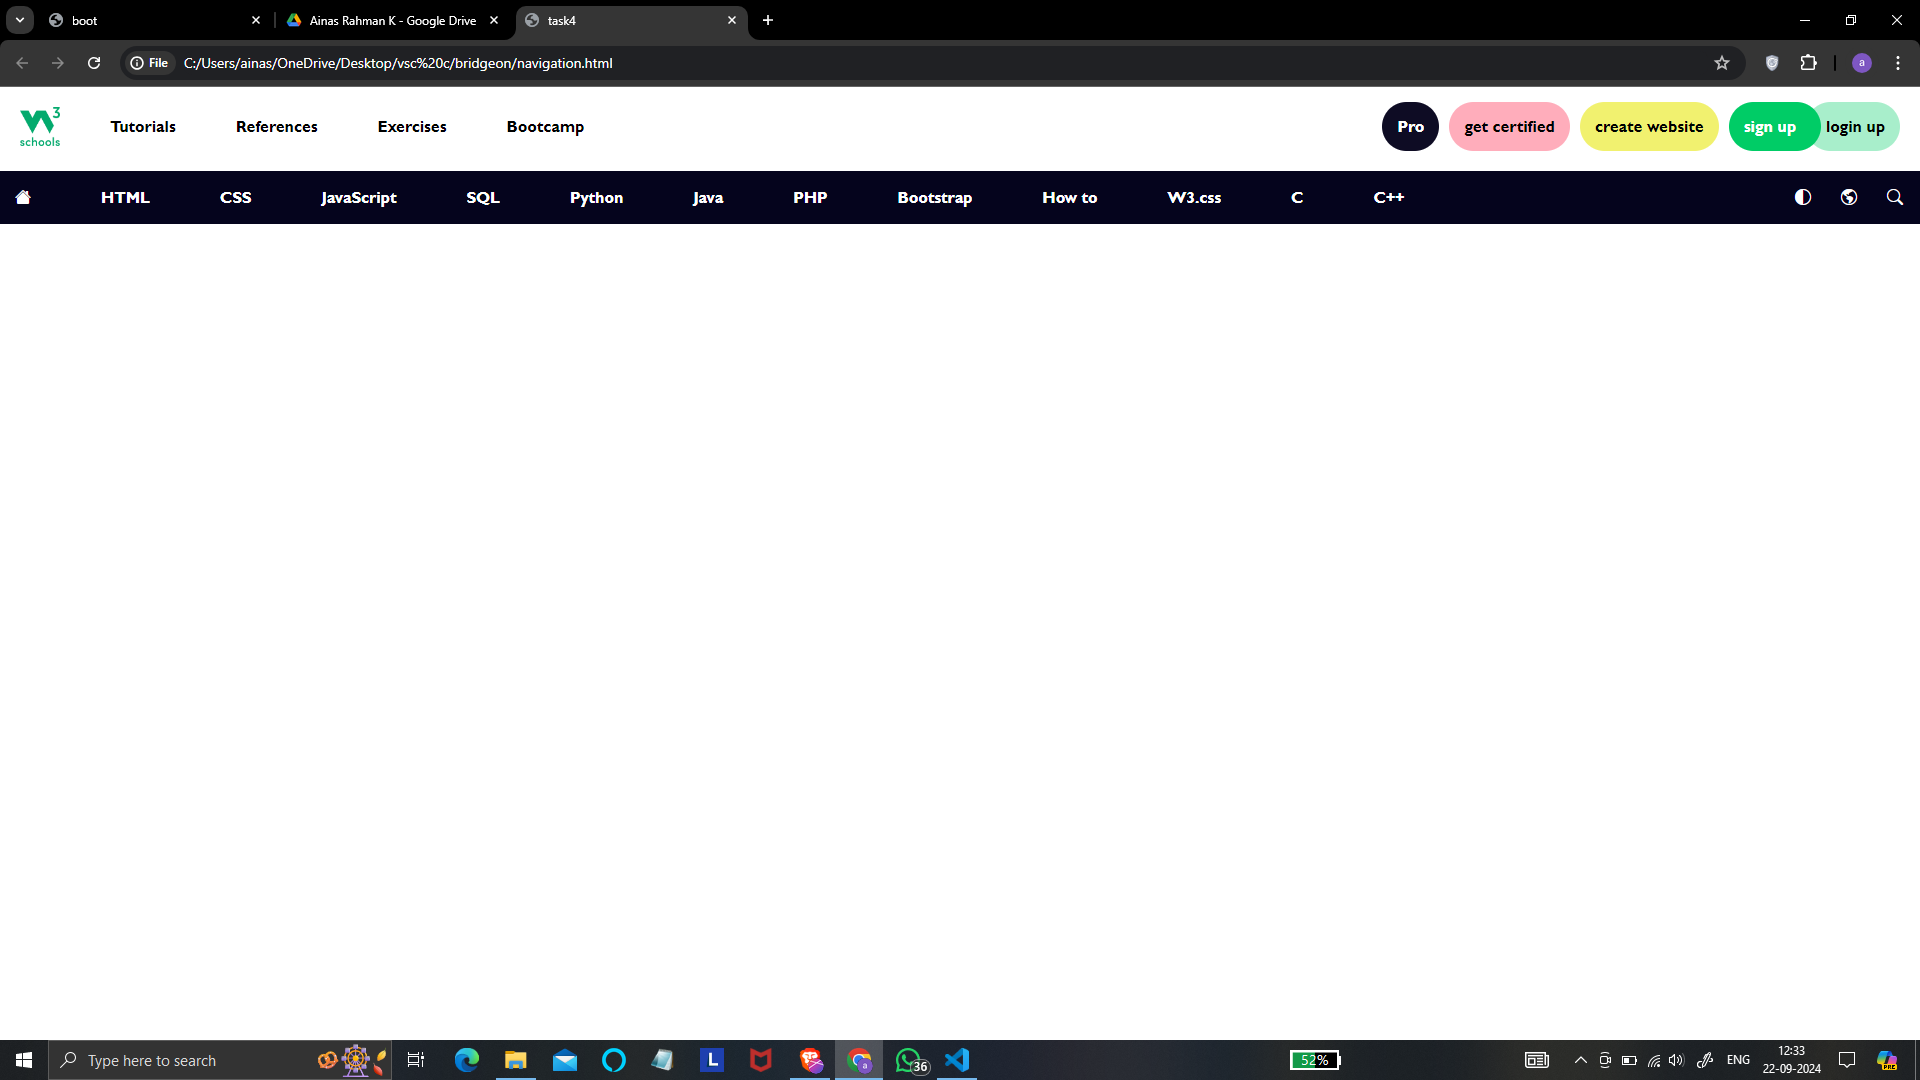 boot
Ainas Rahman K - Google Drive
task4
File
C:/Users/ainas/OneDrive/Desktop/vsc%20c/bridgeon/navigation.html
a
W3
schools
Tutorials
References
Exercises
Bootcamp
Pro
get certified
create website
sign up
login up
HTML
CSS
JavaScript
SQL
Python
Java
PHP
Bootstrap
How to
W3.css
C
C++
Type here to search
L
a
36
52%
ENG
12:33
22-09-2024
PRE